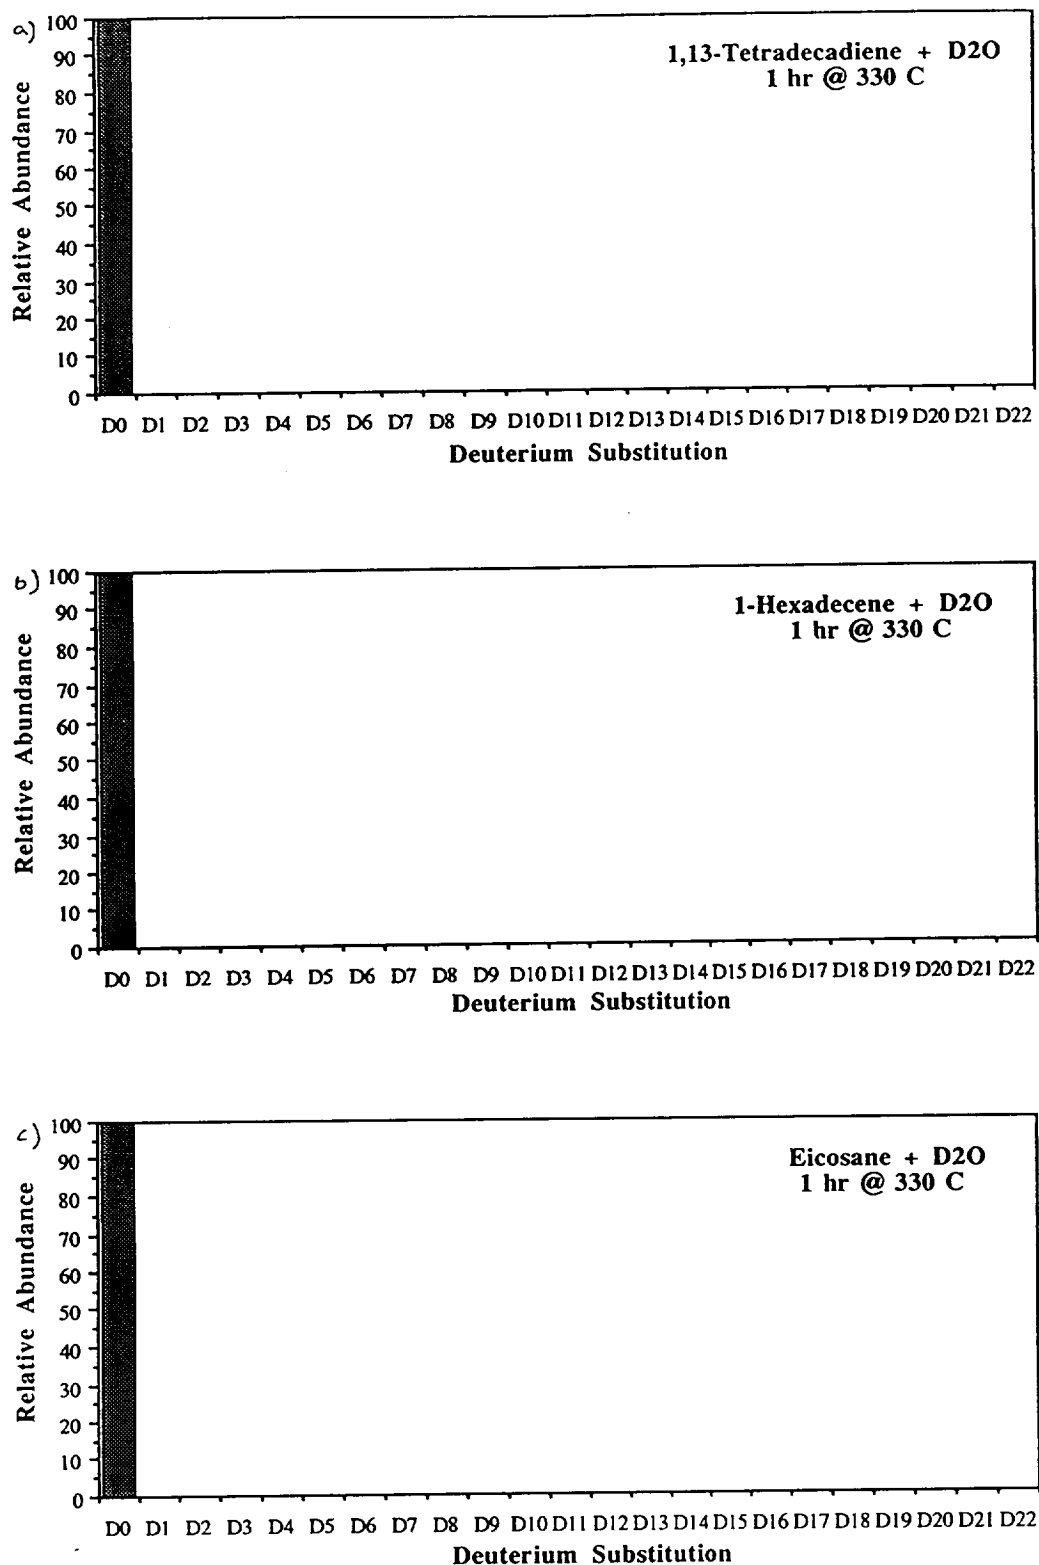 a)
1,13-Tetradecadiene + D2O
1 hr @ 330 C
Relative Abundance
100
90
80
70
60
50
40
30
20
10
0
D0 D1 D2 D3 D4 D5 D6 D7 D8 D9 D10 D11 D12 D13 D14 D15 D16 D17 D18 D19 D20 D21 D22
Deuterium Substitution
b)
1-Hexadecene + D2O
1 hr @ 330 C
Relative Abundance
100
90
80
70
60
50
40
30
20
10
0
D0 D1 D2 D3 D4 D5 D6 D7 D8 D9 D10 D11 D12 D13 D14 D15 D16 D17 D18 D19 D20 D21 D22
Deuterium Substitution
c)
Eicosane + D2O
1 hr @ 330 C
Relative Abundance
100
90
80
70
60
50
40
30
20
10
0
D0 D1 D2 D3 D4 D5 D6 D7 D8 D9 D10 D11 D12 D13 D14 D15 D16 D17 D18 D19 D20 D21 D22
Deuterium Substitution